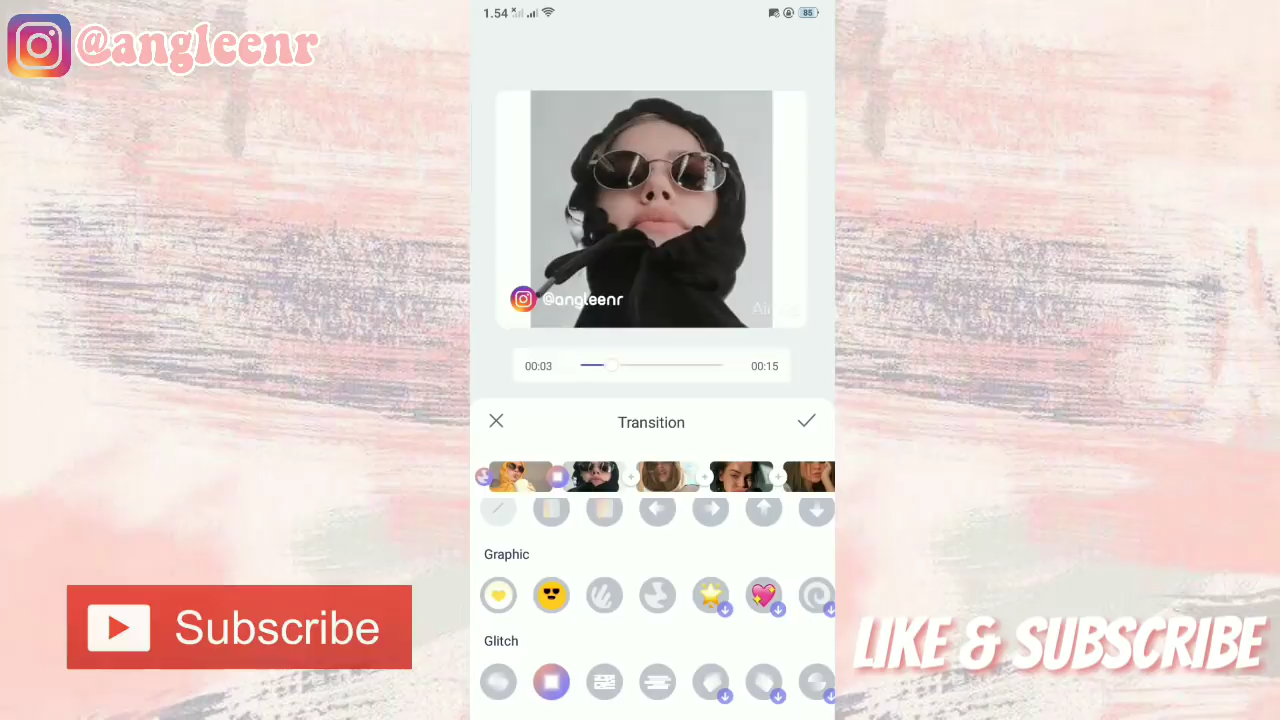 @angleenr
1.54
85
@angleenr
00:03
00:15
Transition
Graphic
Glitch
Subscribe
LIKE & SUBSCRIBE